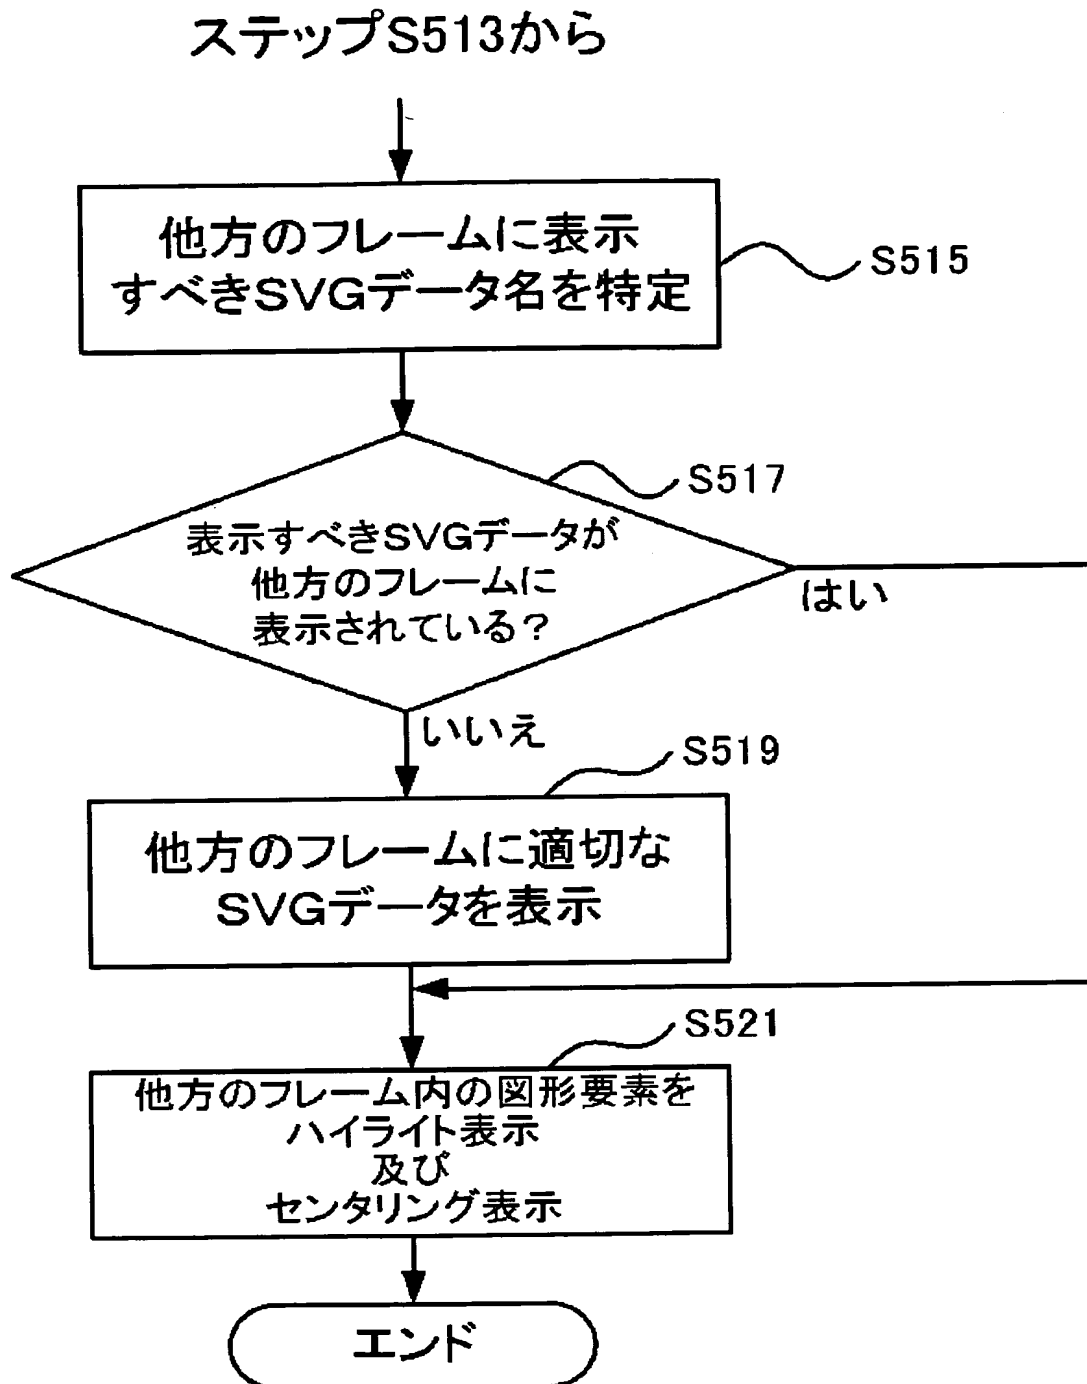 ステップS513から
他方のフレームに表示
すべきSVGデータ名を特定
S515
S517
表示すべきSVGデータが
他方のフレームに
表示されている？
はい
いいえ
S519
他方のフレームに適切な
SVGデータを表示
S521
他方のフレーム内の図形要素を
ハイライト表示
及び
センタリング表示
エンド